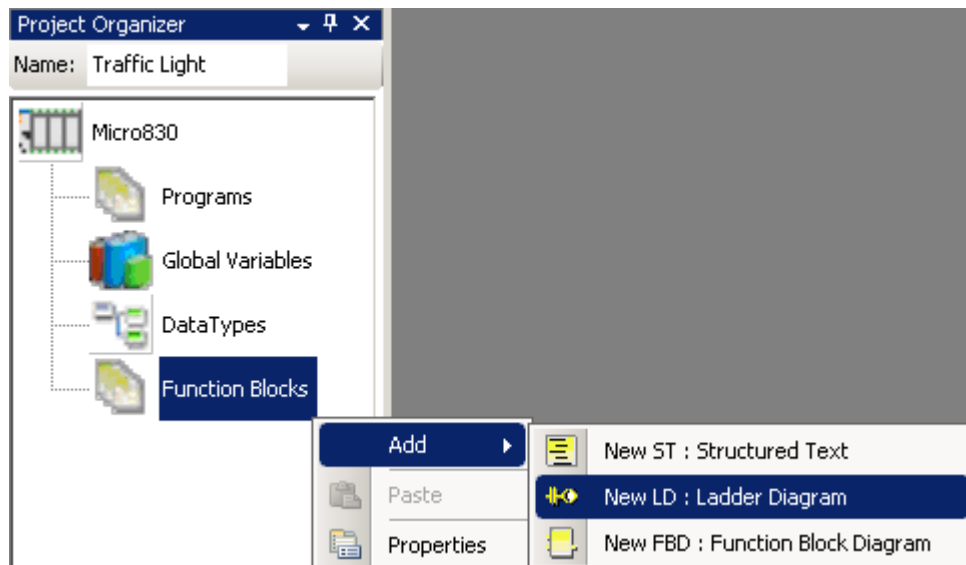 Project Organizer
Name: Traffic Light
Micro830
Programs
Global Variables
DataTypes
Function Blocks
Add
Paste
Properties
New ST : Structured Text
New LD : Ladder Diagram
New FBD : Function Block Diagram